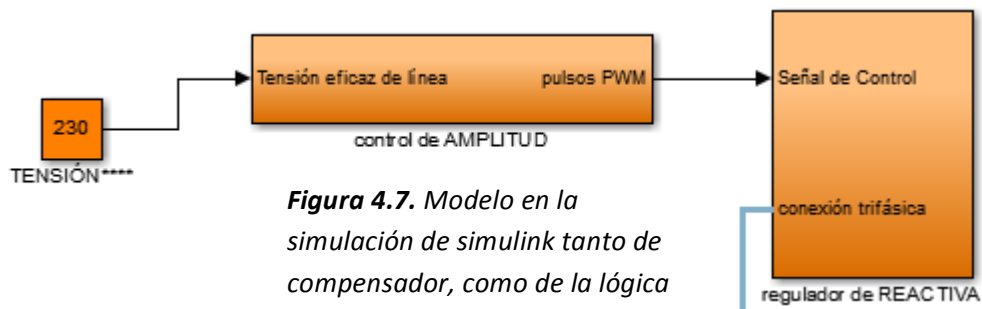 230
TENSIÓN****
Tensión eficaz de línea
pulsos PWM
control de AMPLITUD
Señal de Control
conexión trifásica
regulador de REACTIVA
Figura 4.7. Modelo en la
simulación de simulink tanto de
compensador, como de la lógica